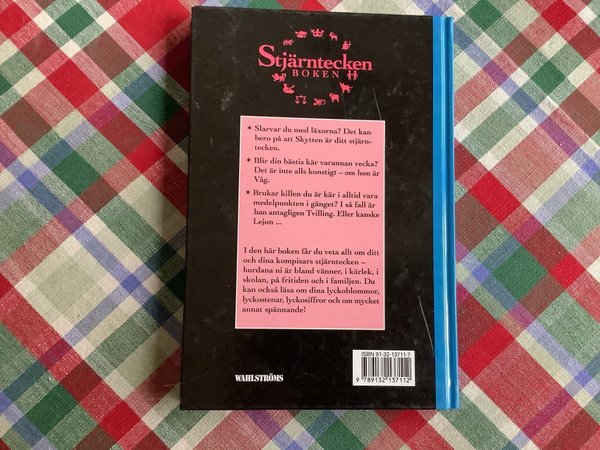 Stjärntecken
BOKEN
* Slarvar du med läxorna? Det kan
bero på att Skytten är ditt stjärn-
tecken.
* Blir din bästis kär varannan vecka?
Det är inte alls konstigt – om hon är
Våg.
* Brukar killen du är kär i alltid vara
medelpunkten i gänget? I så fall är
han antagligen Tvilling. Eller kanske
Lejon ...
I den här boken får du veta allt om ditt
och dina kompisars stjärntecken –
hurdana ni är bland vänner, i kärlek, i
skolan, på fritiden och i familjen. Du
kan också läsa om dina lyckoblommor,
lyckostenar, lyckosiffror och om mycket
annat spännande!
ISBN 91-32-13711-7
9 789132 137112
WAHLSTRÖMS